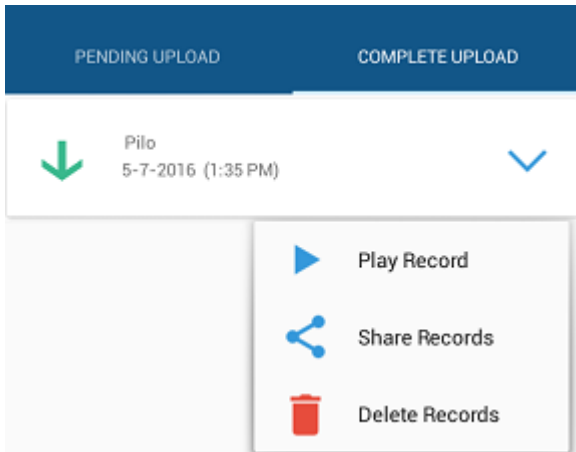 PENDING UPLOAD
COMPLETE UPLOAD
Pilo
5-7-2016 (1:35 PM)
Play Record
Share Records
Delete Records